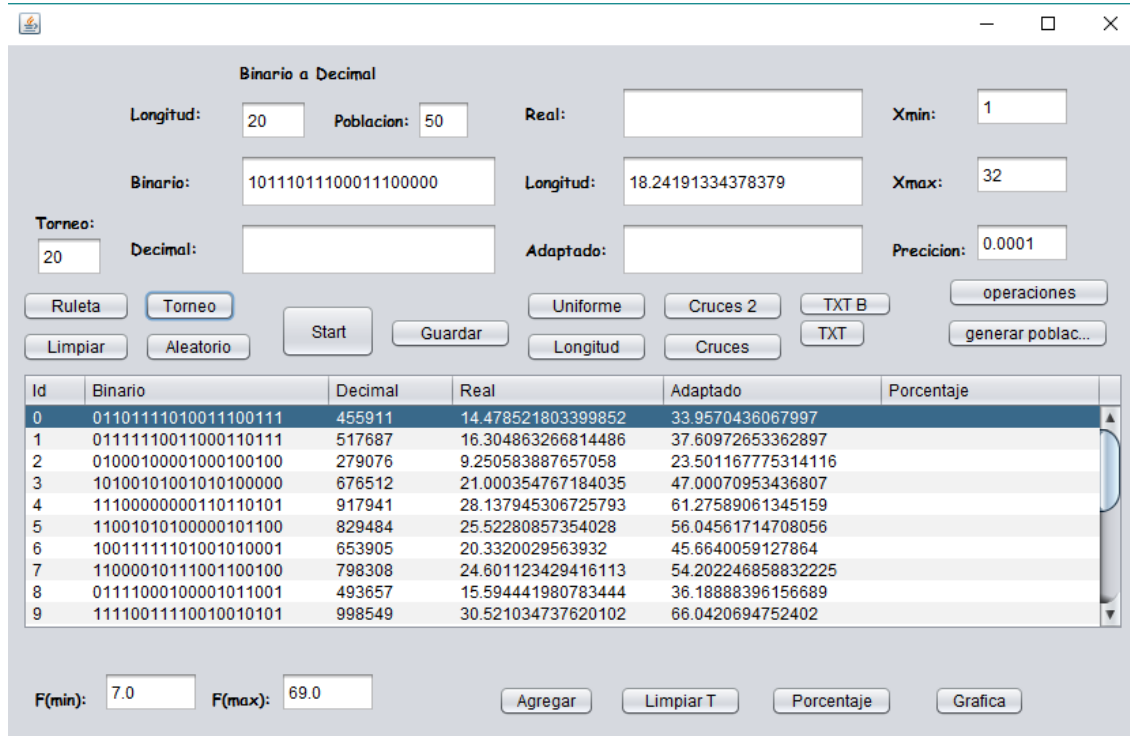 Binario a Decimal
Longitud: 20 Poblacion: 50 Real: Xmin: 1
Binario: 10111011100011100000 Longitud: 18.24191334378379 Xmax: 32
Torneo:
20 Decimal: Adaptado: Precicion: 0.0001
Ruleta Torneo Start Guardar Uniforme Cruces 2 TXT B operaciones
Limpiar Aleatorio Longitud Cruces TXT generar poblac...
Id Binario Decimal Real Adaptado Porcentaje
0 01101111010011100111 455911 14.478521803399852 33.9570436067997
1 01111110011000110111 517687 16.304863266814486 37.60972653362897
2 01000100001000100100 279076 9.250583887657058 23.501167775314116
3 10100101001010100000 676512 21.000354767184035 47.00070953436807
4 11100000000110110101 917941 28.137945306725793 61.27589061345159
5 11001010100000101100 829484 25.52280857354028 56.04561714708056
6 10011111101001010001 653905 20.3320029563932 45.6640059127864
7 11000010111001100100 798308 24.601123429416113 54.202246858832225
8 01111000100001011001 493657 15.594441980783444 36.18888396156689
9 11110011110010010101 998549 30.521034737620102 66.0420694752402
F(min): 7.0 F(max): 69.0 Agregar Limpiar T Porcentaje Grafica